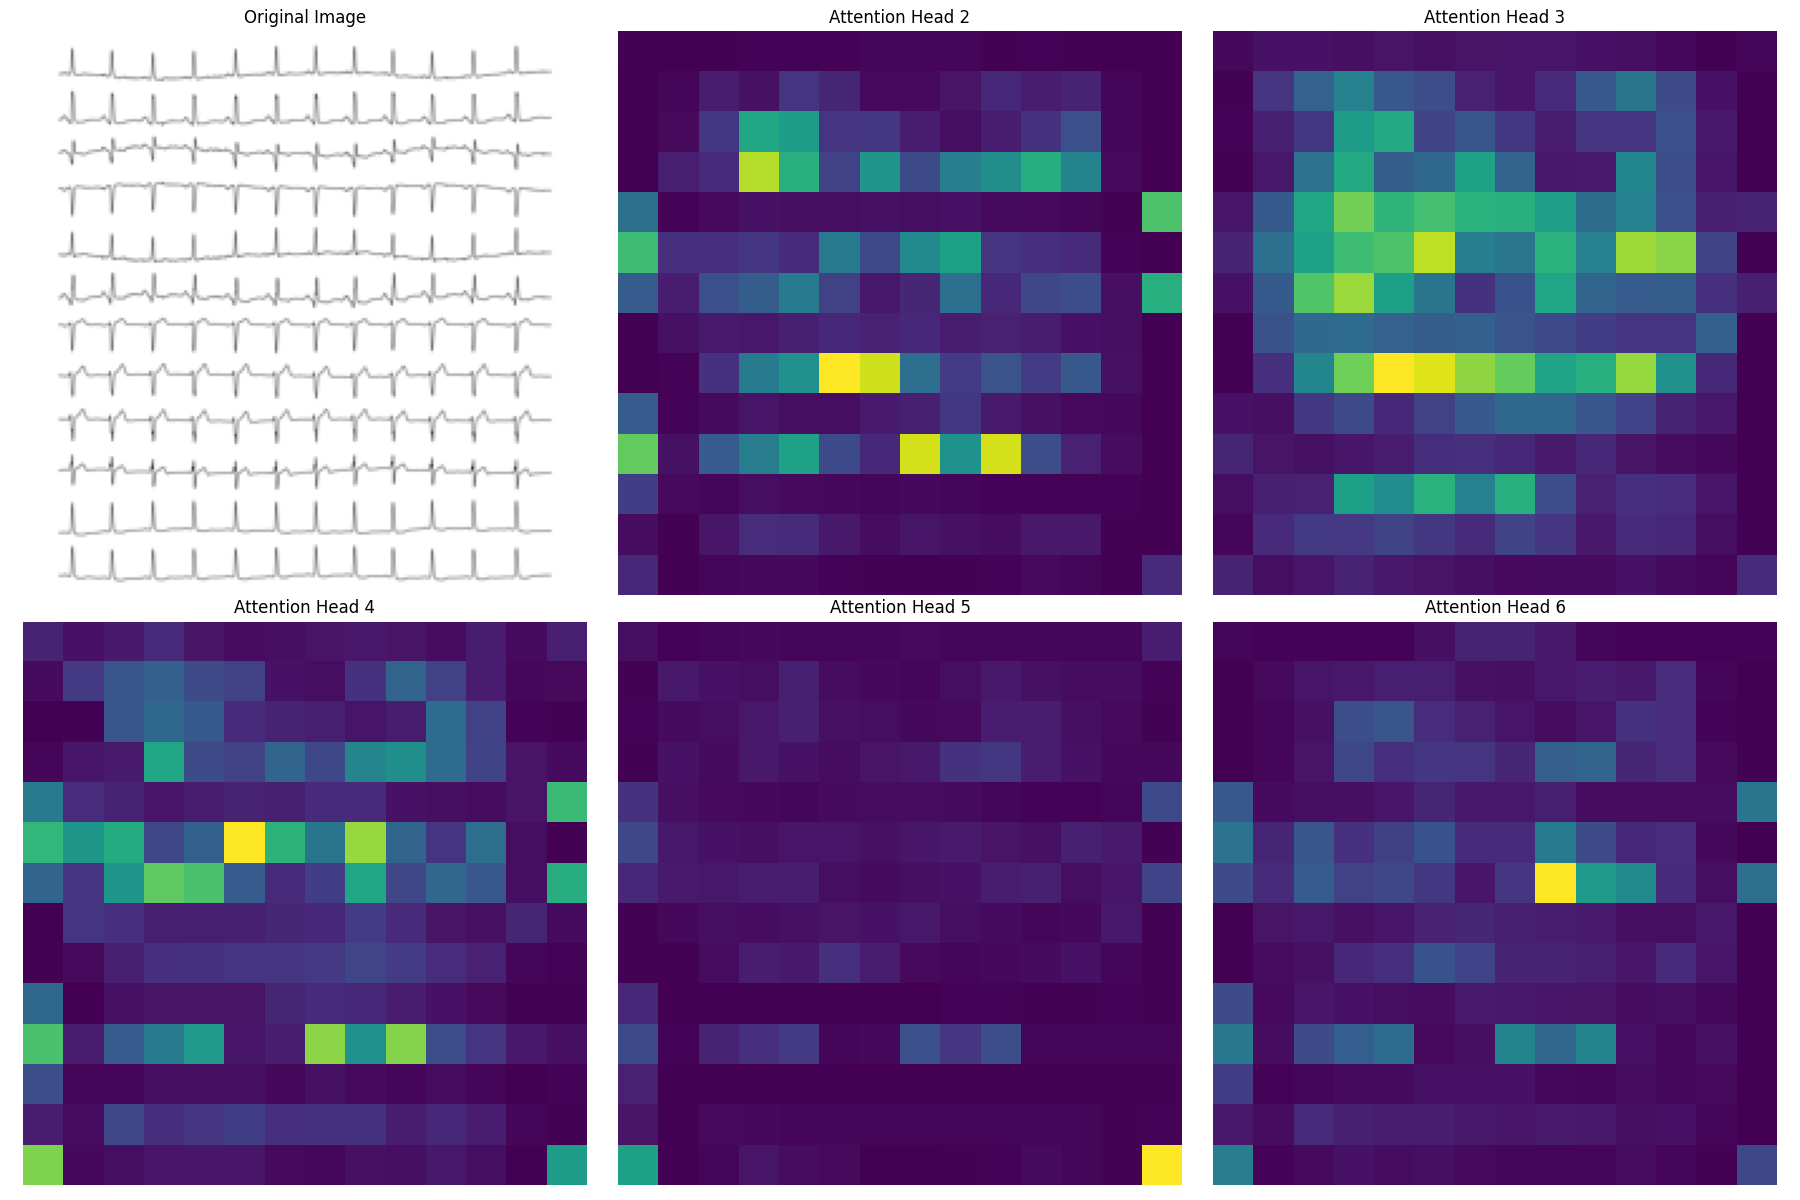 Original Image
Attention Head 2
Attention Head 3
Attention Head 4
Attention Head 5
Attention Head 6